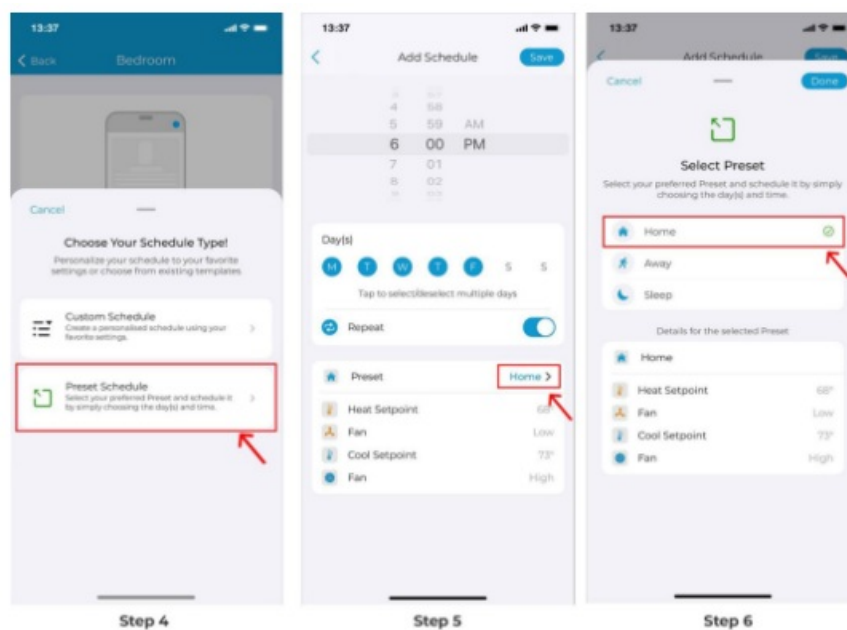 13:37
Back Bedroom
Cancel
Choose Your Schedule Type!
Personalize your schedule to your favorite
settings or choose from existing templates
Custom Schedule
Create a personalised schedule using your
favorite settings.
Preset Schedule
Select your preferred Preset and schedule it
by simply choosing the day(s) and time.
Step 4
13:37
Add Schedule Save
4 58
5 59 AM
6 00 PM
7 01
8 02
Day(s)
M T W T F S S
Tap to select/deselect multiple days
Repeat
Preset Home
Heat Setpoint 68°
Fan Low
Cool Setpoint 73°
Fan High
Step 5
13:37
Add Schedule Save
Cancel Done
Select Preset
Select your preferred Preset and schedule it by simply
choosing the day(s) and time.
Home
Away
Sleep
Details for the selected Preset
Home
Heat Setpoint 68°
Fan Low
Cool Setpoint 73°
Fan High
Step 6